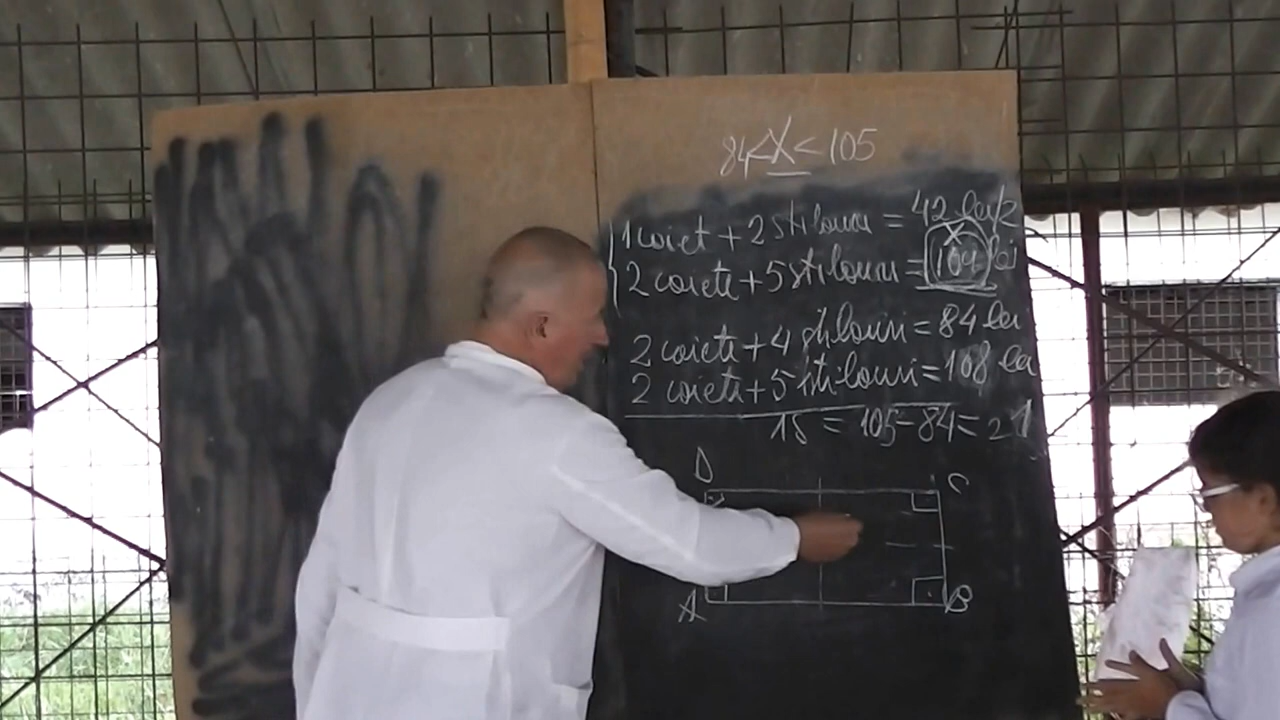 84<X<105
1 caiet + 2 stilouri = 42 lei/2
2 caiete + 5 stilouri = lei
2 caiete + 4 stilouri = 84 lei
2 caiete + 5 stilouri = 108 lei
1S = 105-84= 21
D C
A B